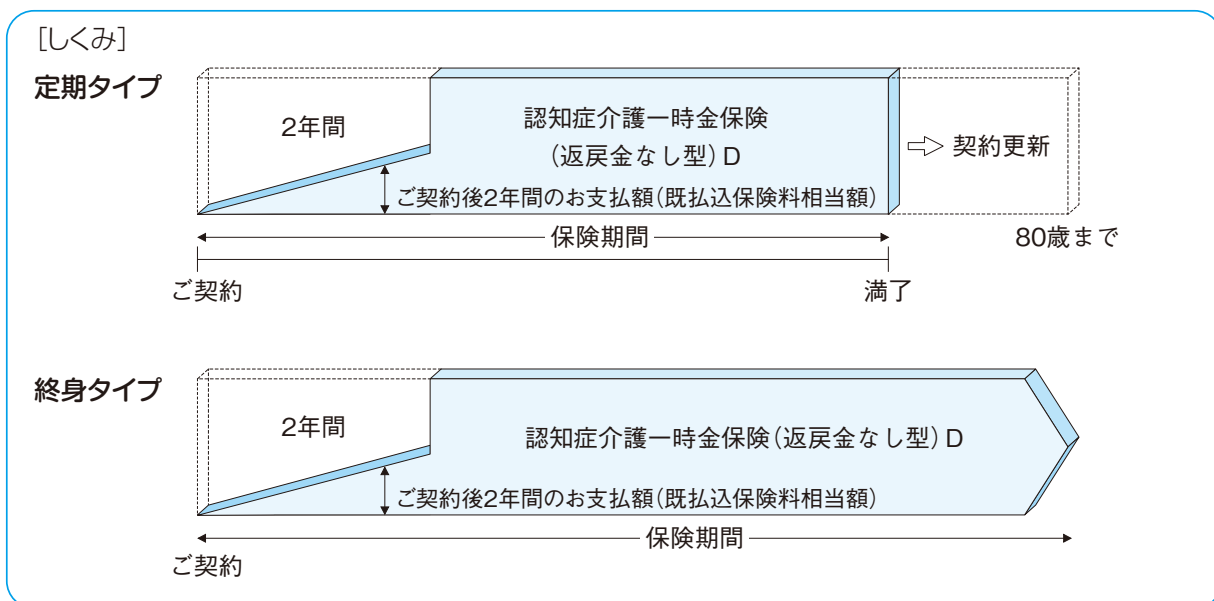 [しくみ]
定期タイプ
2年間
認知症介護一時金保険
(返戻金なし型)D
契約更新
ご契約後2年間のお支払額(既払込保険料相当額)
保険期間
80歳まで
ご契約
満了
終身タイプ
2年間
認知症介護一時金保険(返戻金なし型)D
ご契約後2年間のお支払額(既払込保険料相当額)
保険期間
ご契約